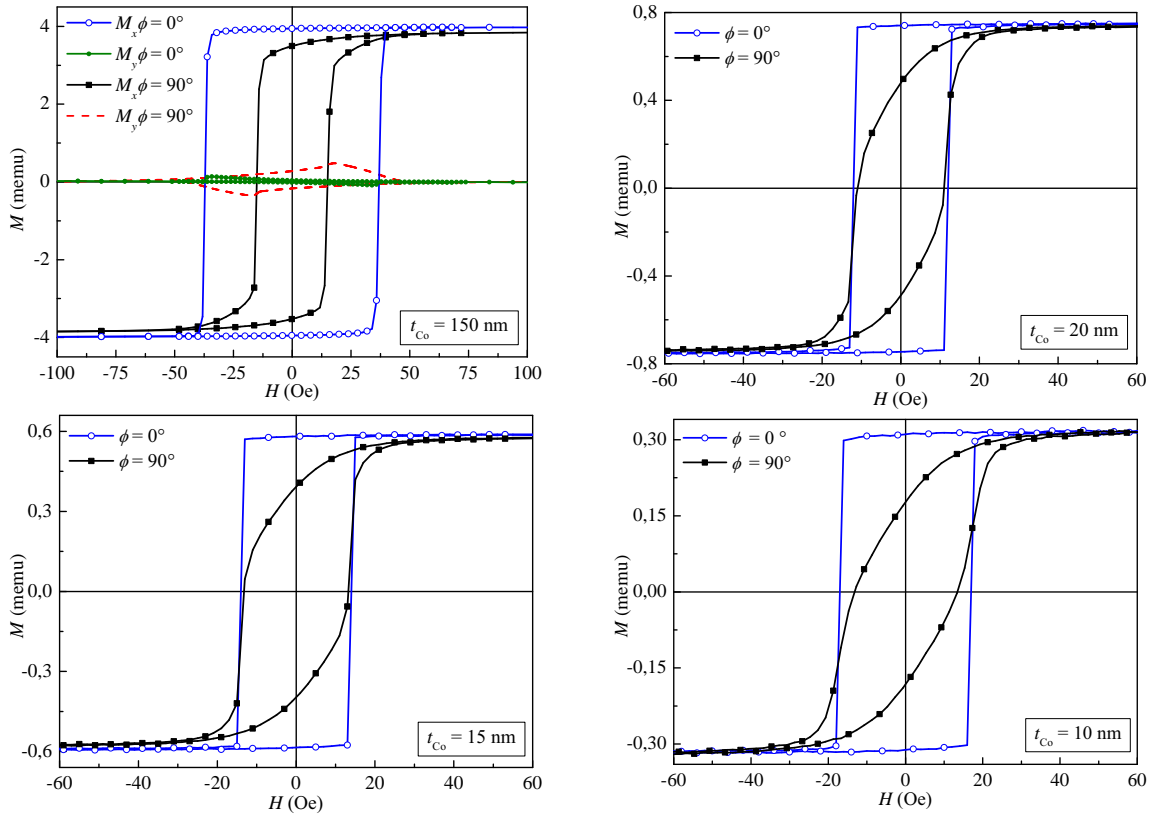 M_x ϕ = 0°
M_y ϕ = 0°
M_x ϕ = 90°
M_y ϕ = 90°
4
2
0
-2
-4
M (memu)
t_Co = 150 nm
-100 -75 -50 -25 0 25 50 75 100
H (Oe)
ϕ = 0°
ϕ = 90°
0,8
0,4
0,0
-0,4
-0,8
M (memu)
t_Co = 20 nm
-60 -40 -20 0 20 40 60
H (Oe)
ϕ = 0°
ϕ = 90°
0,6
0,3
0,0
-0,3
-0,6
M (memu)
t_Co = 15 nm
-60 -40 -20 0 20 40 60
H (Oe)
ϕ = 0 °
ϕ = 90°
0,30
0,15
0,00
-0,15
-0,30
M (memu)
t_Co = 10 nm
-60 -40 -20 0 20 40 60
H (Oe)